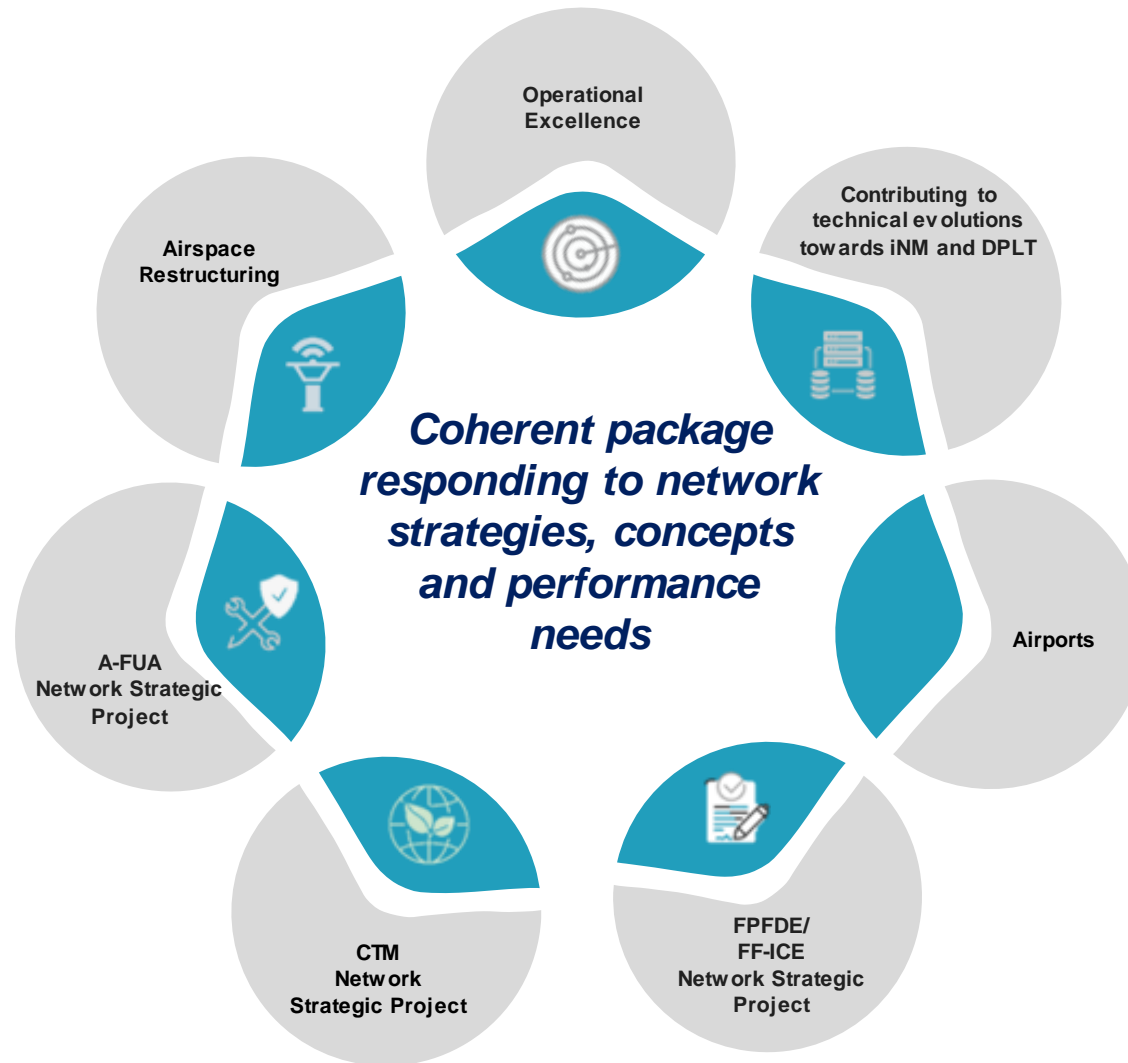 Operational
Excellence
Contributing to
technical evolutions
towards iNM and DPLT
Airspace
Restructuring
Coherent package
responding to network
strategies, concepts
and performance
needs
Airports
A-FUA
Network Strategic
Project
FPFDE/
FF-ICE
Network Strategic
Project
CTM
Network
Strategic Project